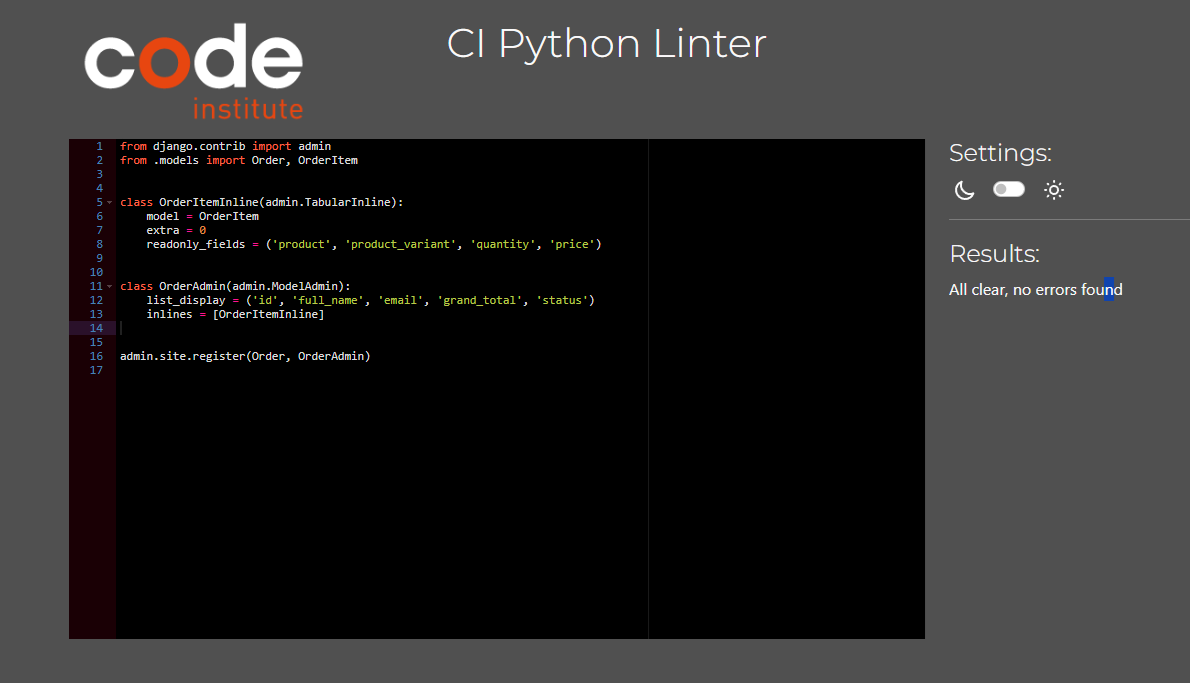 code
institute
CI Python Linter
1 from django.contrib import admin
2 from .models import Order, OrderItem
3
4
5 class OrderItemInline(admin.TabularInline):
6     model = OrderItem
7     extra = 0
8     readonly_fields = ('product', 'product_variant', 'quantity', 'price')
9
10
11 class OrderAdmin(admin.ModelAdmin):
12     list_display = ('id', 'full_name', 'email', 'grand_total', 'status')
13     inlines = [OrderItemInline]
14
15
16 admin.site.register(Order, OrderAdmin)
17
Settings:
Results:
All clear, no errors found